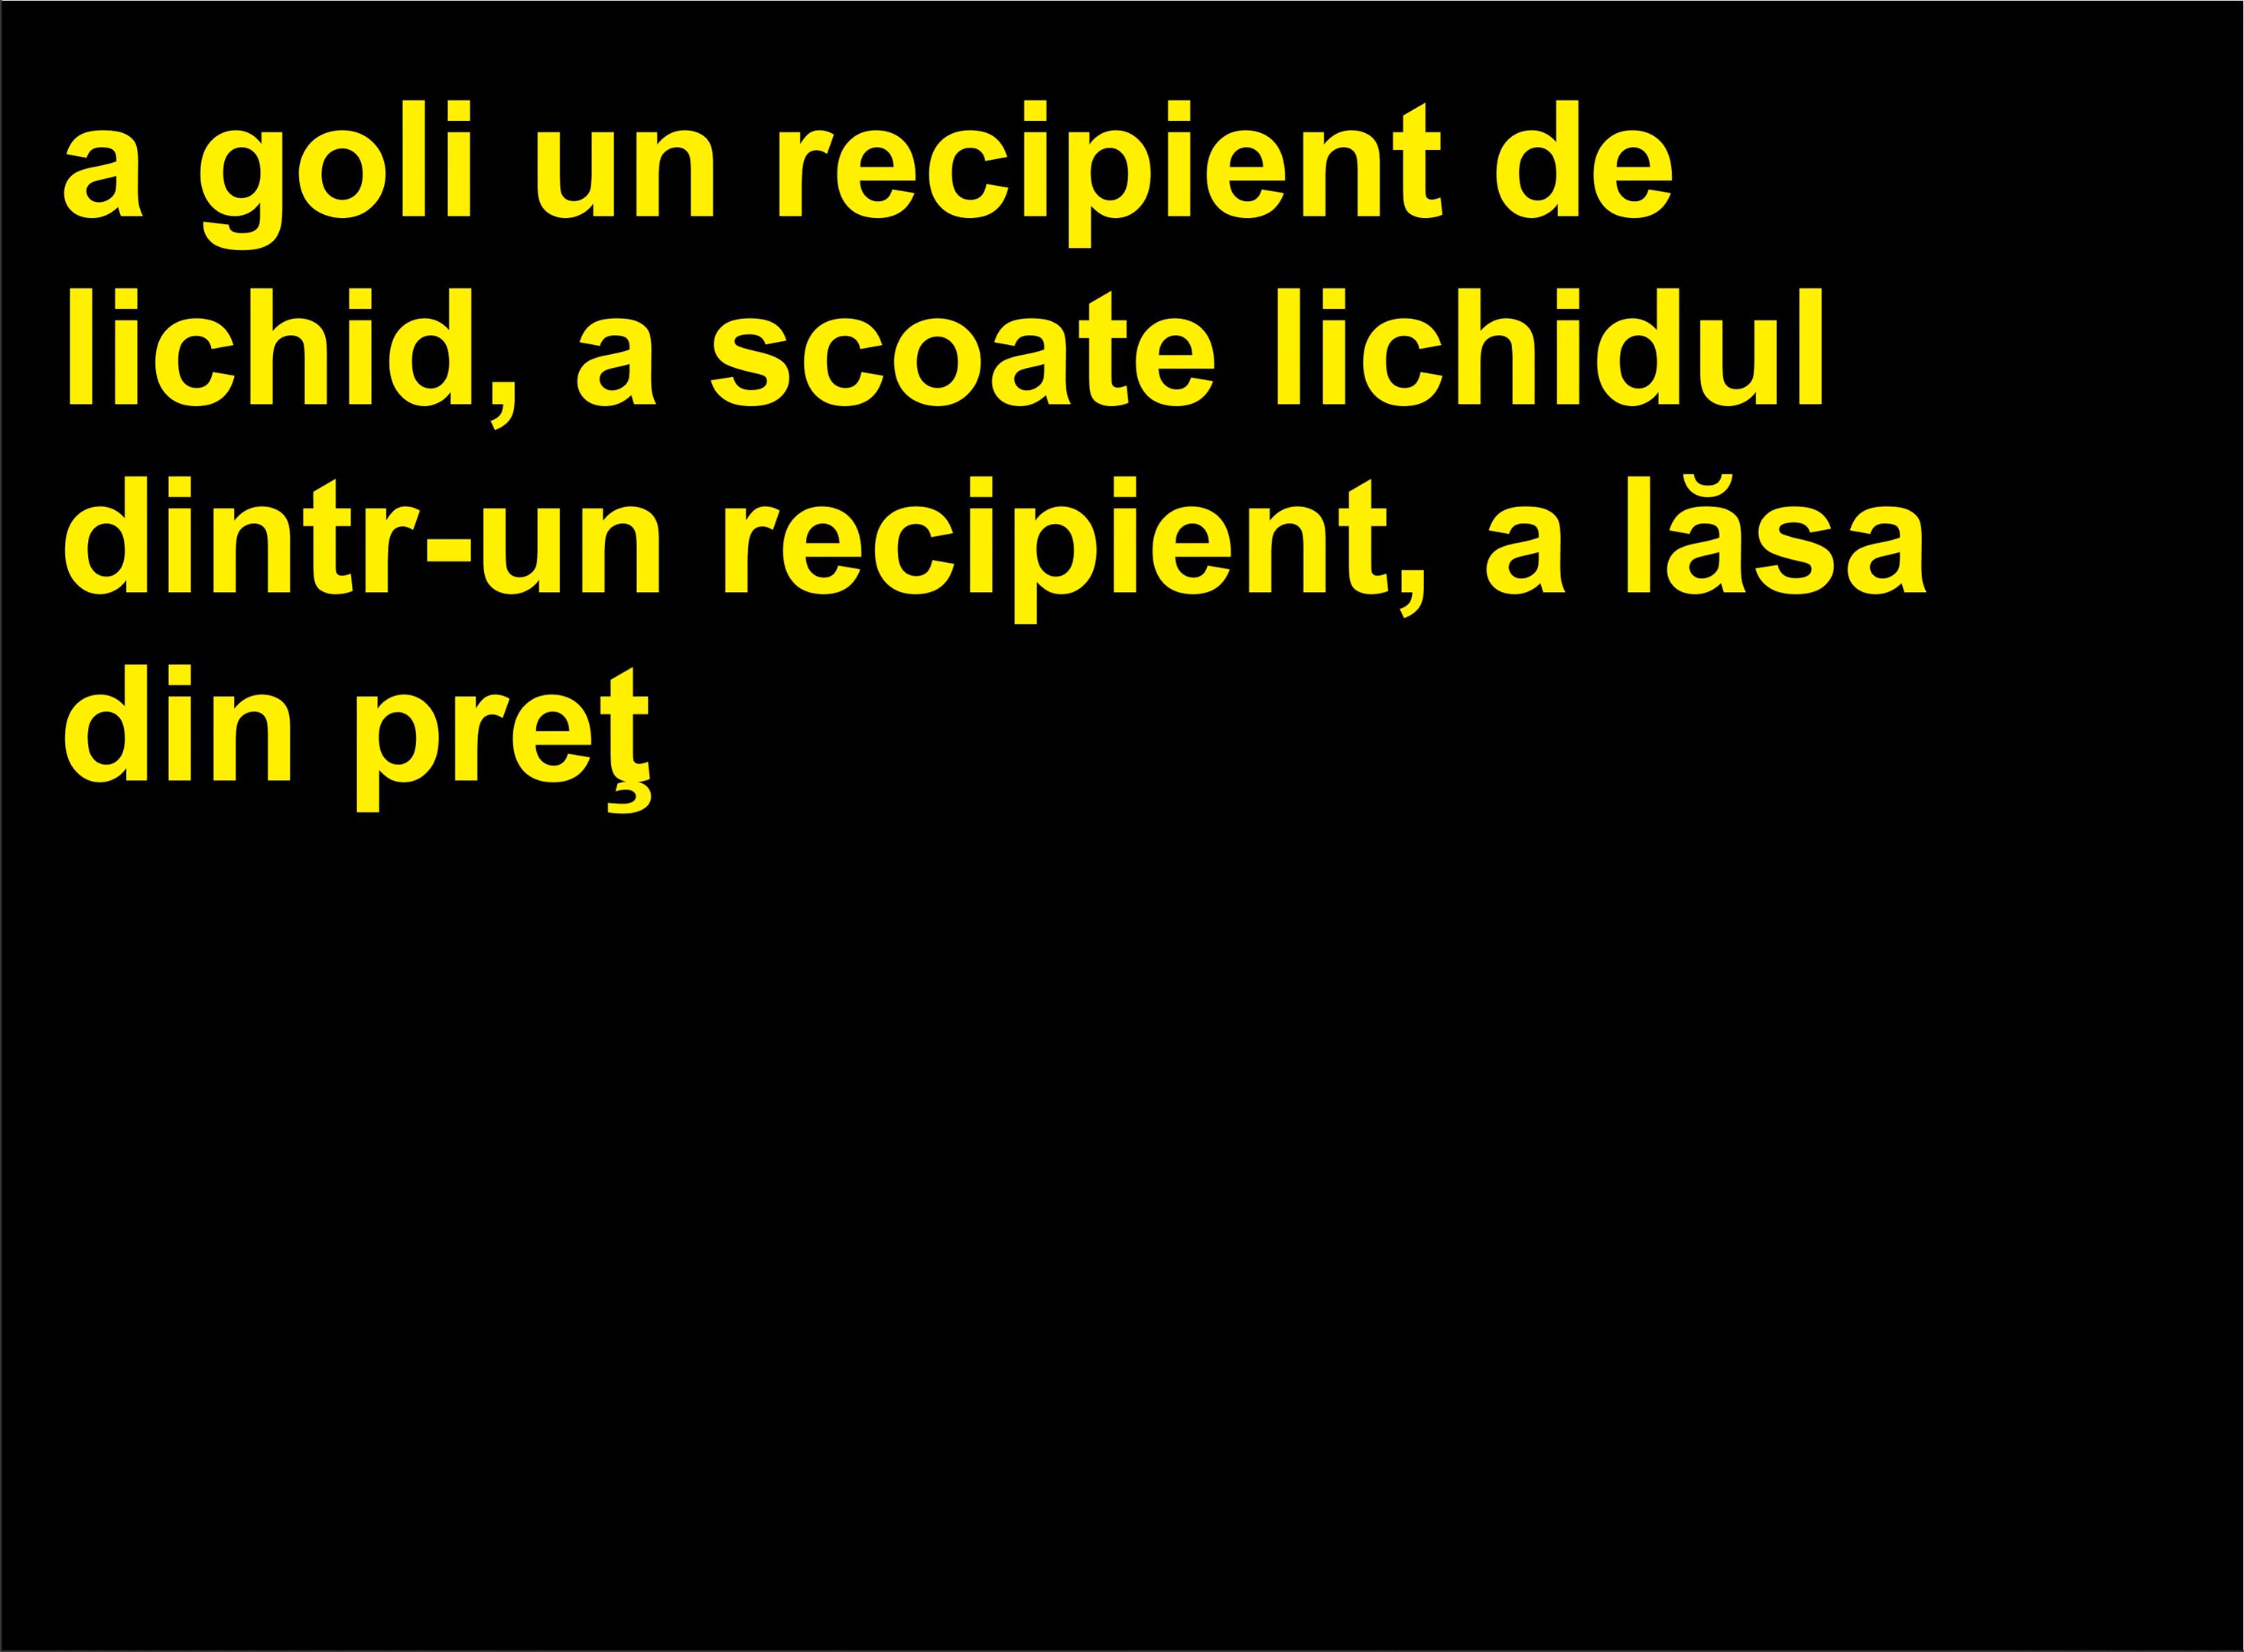 a goli un recipient de
lichid, a scoate lichidul
dintr-un recipient, a lăsa
din preţ